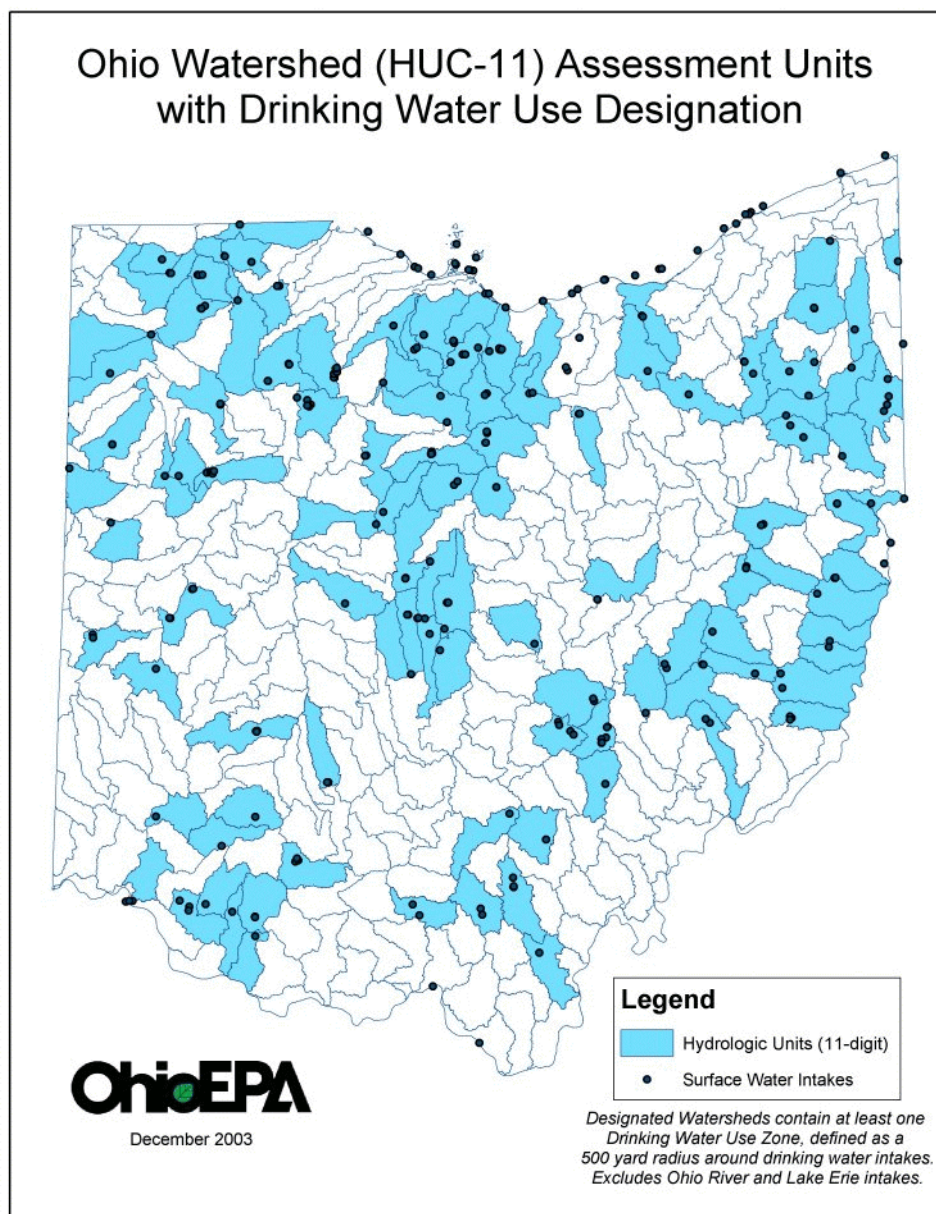 Ohio Watershed (HUC-11) Assessment Units
with Drinking Water Use Designation
Legend
Hydrologic Units (11-digit)
Surface Water Intakes
OhioEPA
December 2003
Designated Watersheds contain at least one
Drinking Water Use Zone, defined as a
500 yard radius around drinking water intakes.
Excludes Ohio River and Lake Erie intakes.